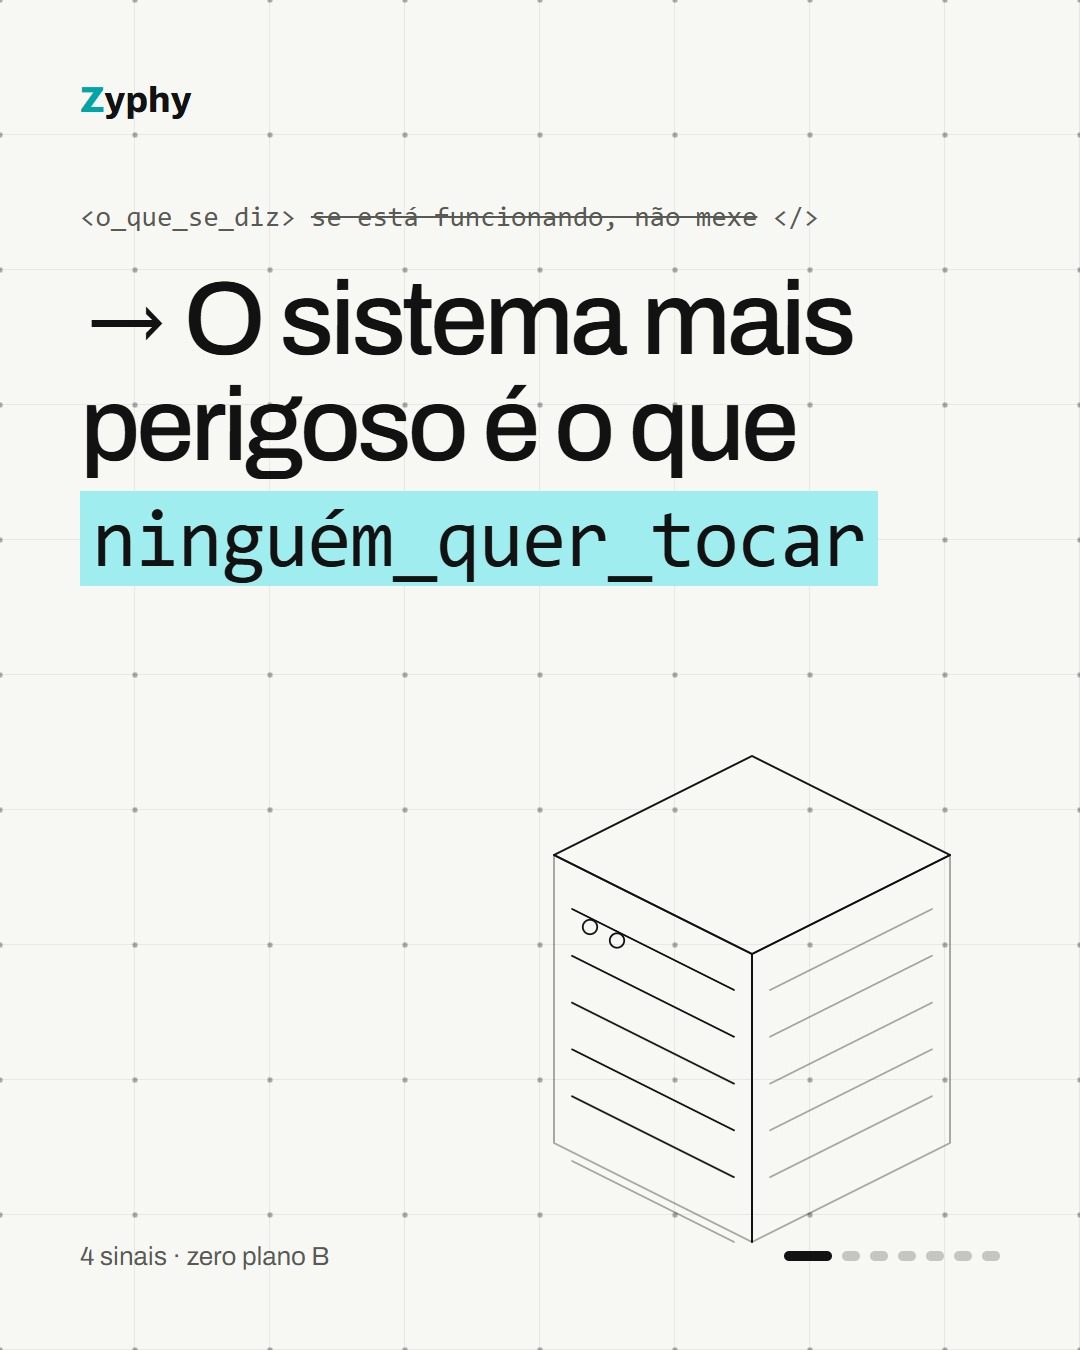 Zyphy
<o_que_se_diz> se está funcionando, não mexe </>
→ O sistema mais
perigoso é o que
ninguém_quer_tocar
4 sinais · zero plano B